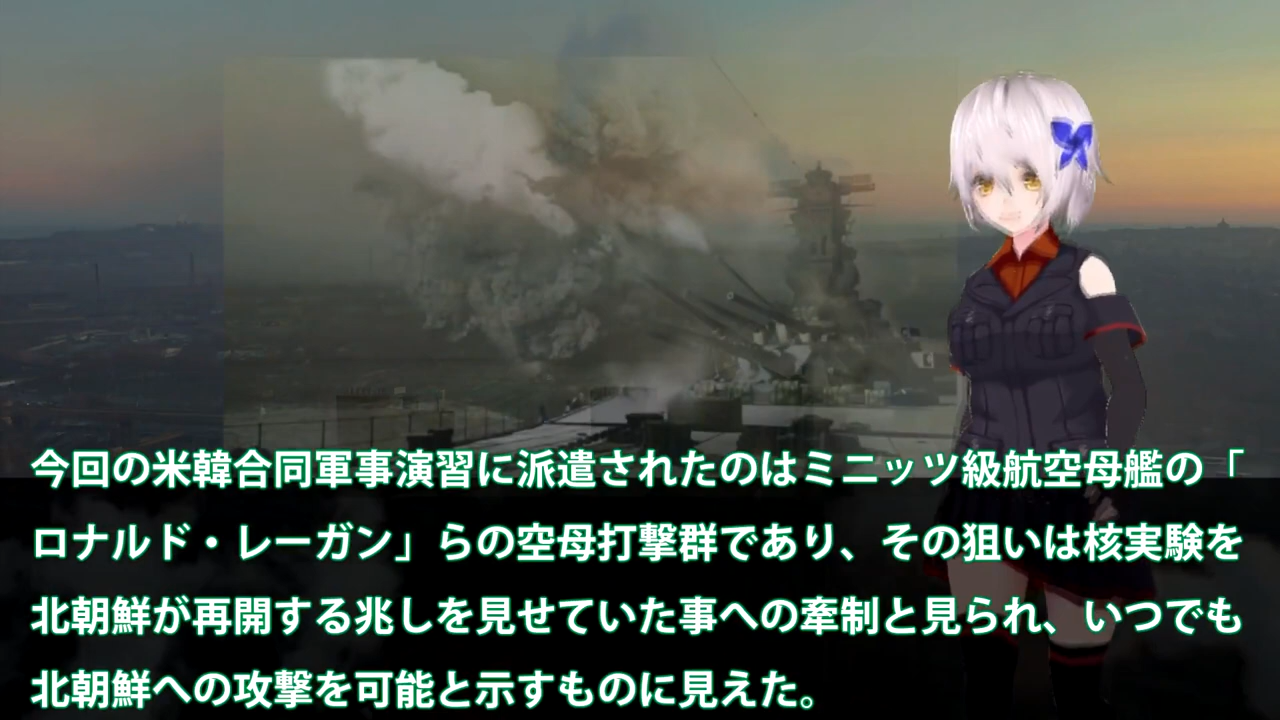 今回の米韓合同軍事演習に派遣されたのはミニッツ級航空母艦の「
ロナルド・レーガン」らの空母打撃群であり、その狙いは核実験を
北朝鮮が再開する兆しを見せていた事への牽制と見られ、いつでも
北朝鮮への攻撃を可能と示すものに見えた。